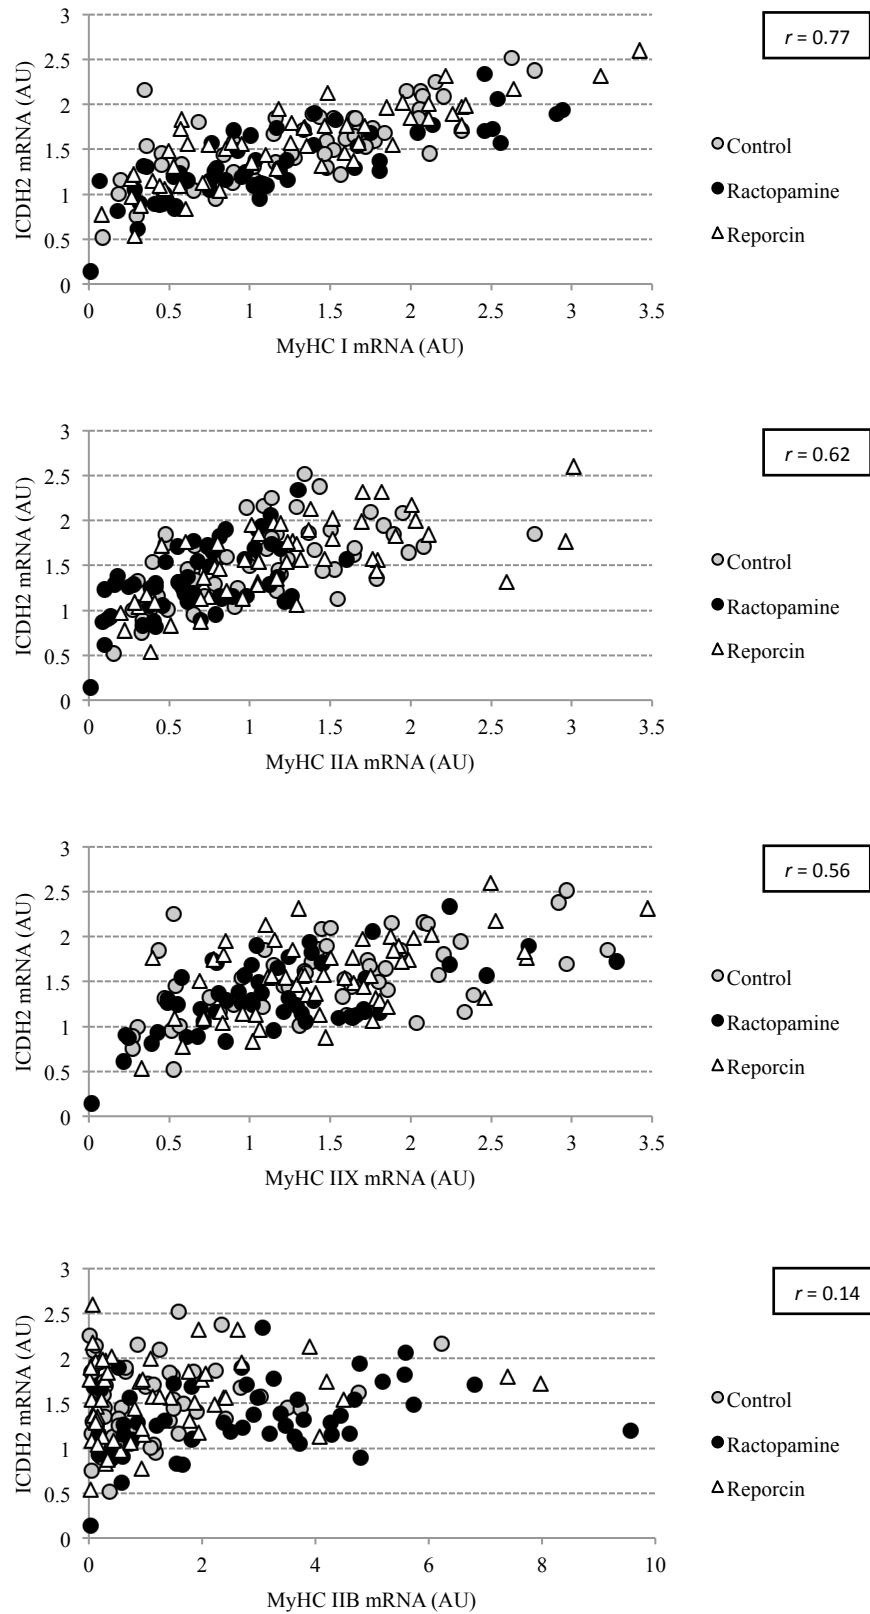 3
2.5
2
1.5
1
0.5
0
ICDH2 mRNA (AU)
0 0.5 1 1.5 2 2.5 3 3.5
MyHC I mRNA (AU)
r = 0.77
Control
Ractopamine
Reporcin
3
2.5
2
1.5
1
0.5
0
ICDH2 mRNA (AU)
0 0.5 1 1.5 2 2.5 3 3.5
MyHC IIA mRNA (AU)
r = 0.62
Control
Ractopamine
Reporcin
3
2.5
2
1.5
1
0.5
0
ICDH2 mRNA (AU)
0 0.5 1 1.5 2 2.5 3 3.5
MyHC IIX mRNA (AU)
r = 0.56
Control
Ractopamine
Reporcin
3
2.5
2
1.5
1
0.5
0
ICDH2 mRNA (AU)
0 2 4 6 8 10
MyHC IIB mRNA (AU)
r = 0.14
Control
Ractopamine
Reporcin